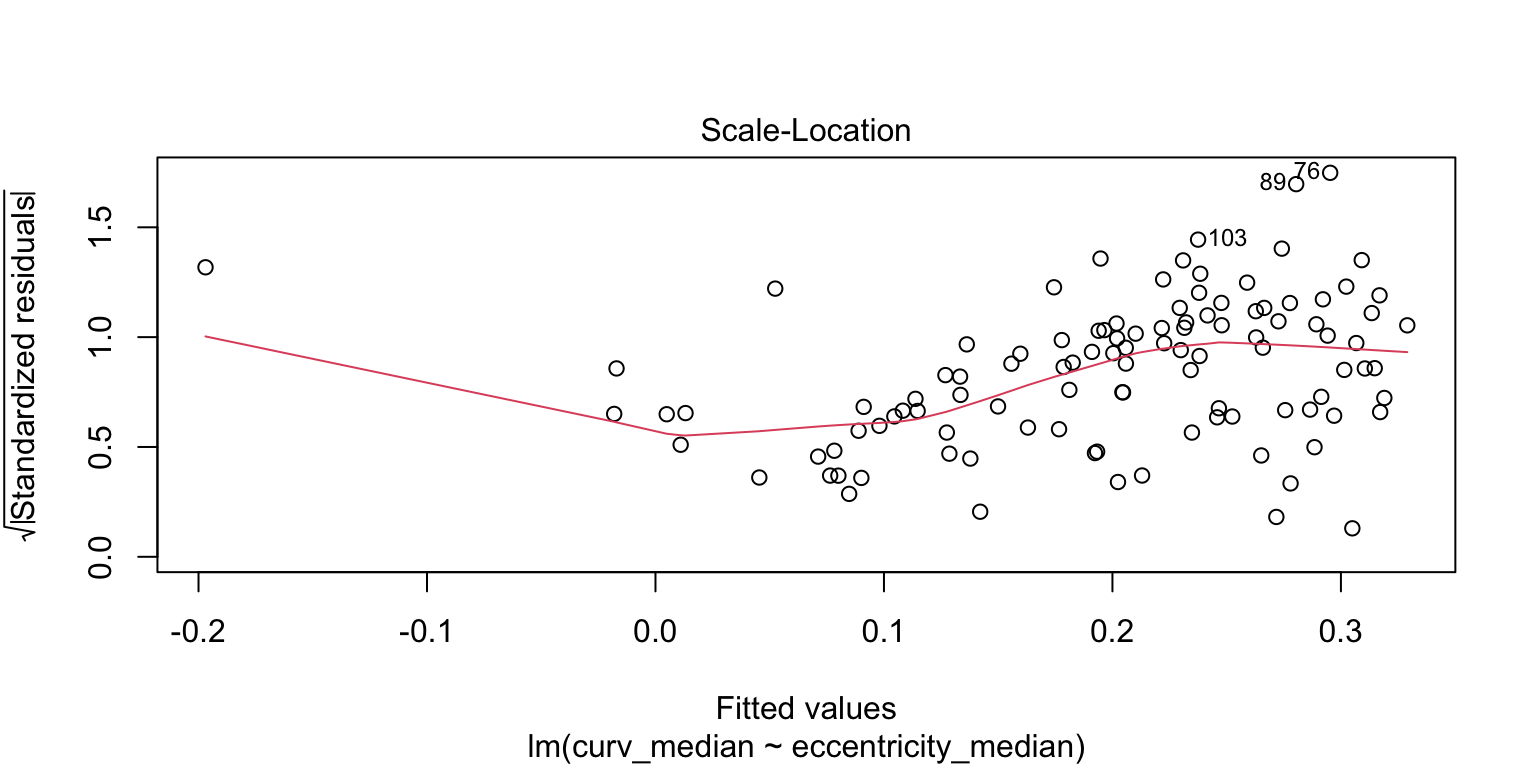 Scale-Location
√|Standardized residuals|
1.5
1.0
0.5
0.0
76
89
103
-0.2 -0.1 0.0 0.1 0.2 0.3
Fitted values
lm(curv_median ~ eccentricity_median)